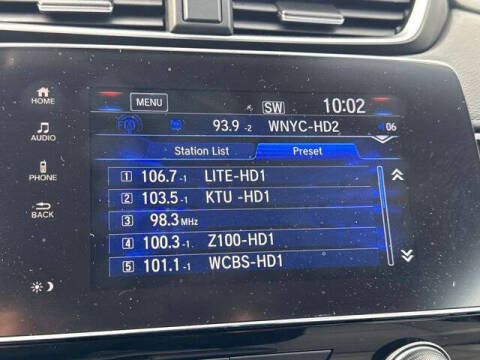 HOME
AUDIO
PHONE
BACK
MENU
SW
10:02
93.9 -2 WNYC-HD2
06
Station List
Preset
1 106.7 -1 LITE-HD1
2 103.5 -1 KTU -HD1
3 98.3 MHz
4 100.3 -1 Z100-HD1
5 101.1 -1 WCBS-HD1